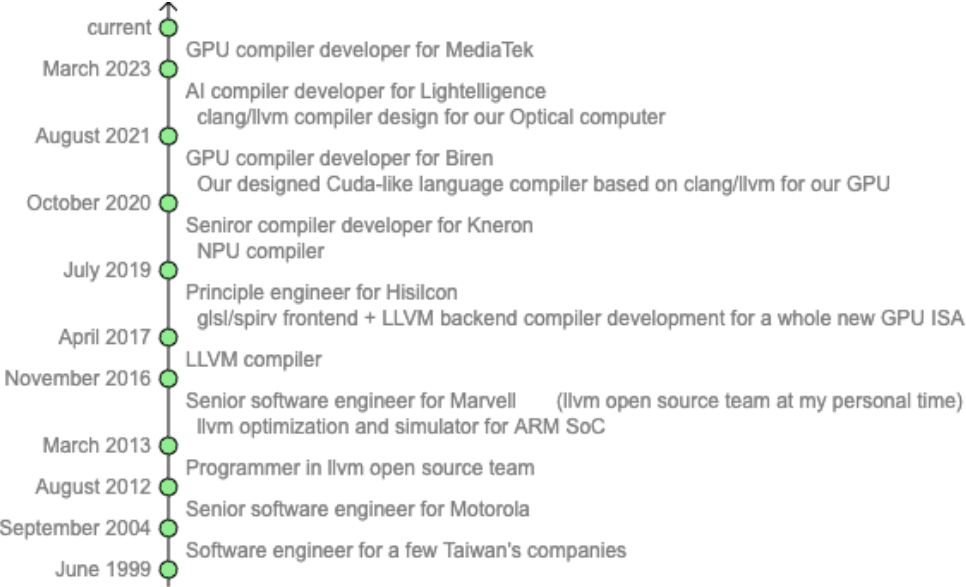 current
GPU compiler developer for MediaTek
March 2023
AI compiler developer for Lightelligence
clang/llvm compiler design for our Optical computer
August 2021
GPU compiler developer for Biren
Our designed Cuda-like language compiler based on clang/llvm for our GPU
October 2020
Seniror compiler developer for Kneron
NPU compiler
July 2019
Principle engineer for Hisilcon
glsl/spirv frontend + LLVM backend compiler development for a whole new GPU ISA
April 2017
LLVM compiler
November 2016
Senior software engineer for Marvell (llvm open source team at my personal time)
llvm optimization and simulator for ARM SoC
March 2013
Programmer in llvm open source team
August 2012
Senior software engineer for Motorola
September 2004
Software engineer for a few Taiwan's companies
June 1999